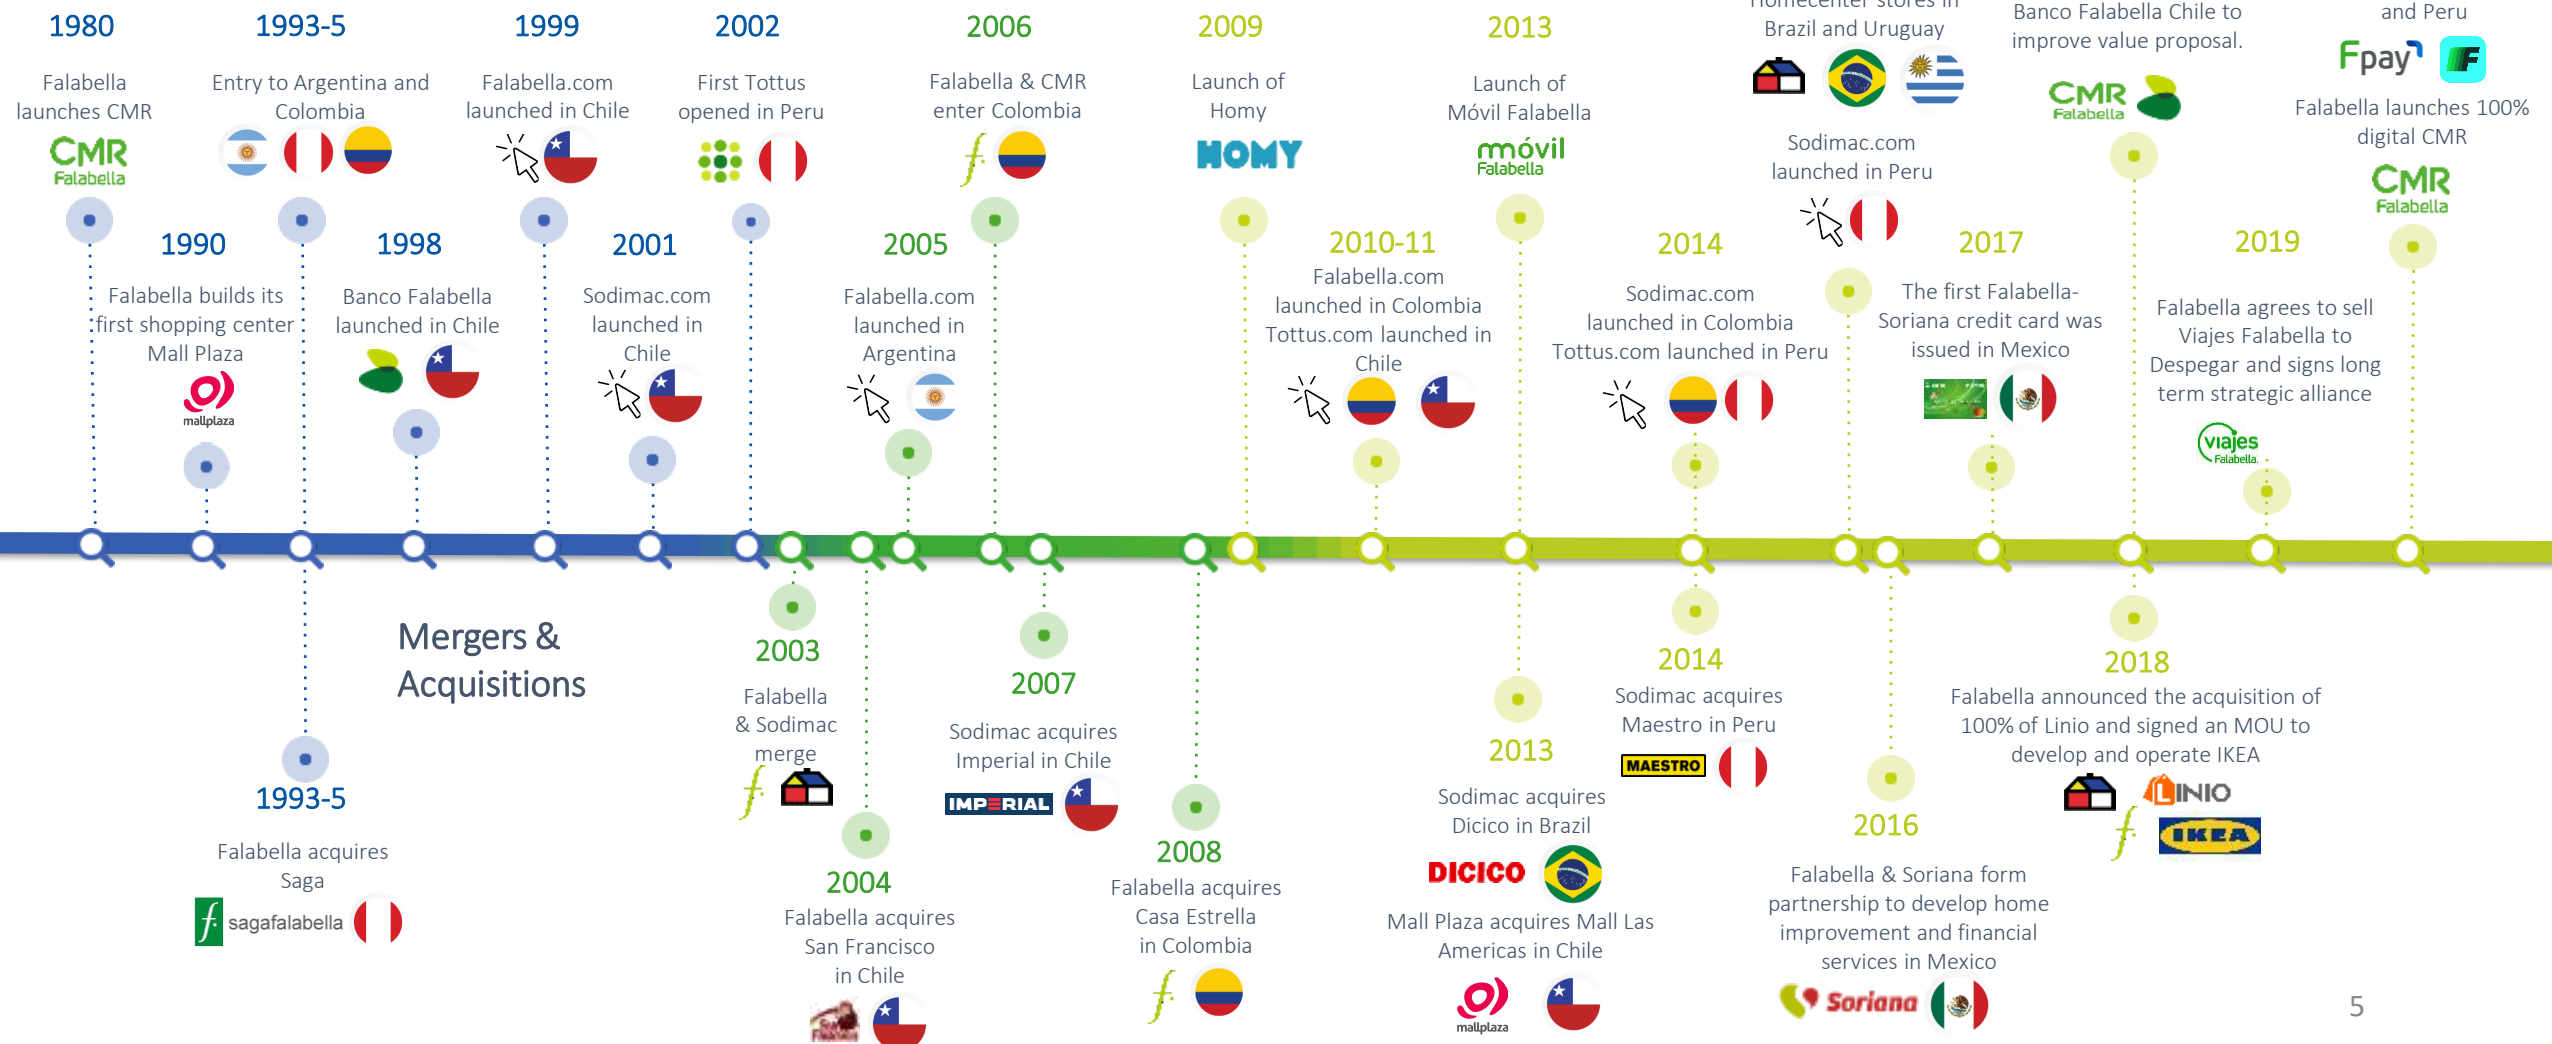 1980
Falabella
launches CMR
CMR
Falabella
1993-5
Entry to Argentina and
Colombia
1999
Falabella.com
launched in Chile
2002
First Tottus
opened in Peru
2006
Falabella & CMR
enter Colombia
2009
Launch of
Homy
HOMY
2013
Launch of
Móvil Falabella
móvil
Falabella
Homecenter stores in
Brazil and Uruguay
Sodimac.com
launched in Peru
Banco Falabella Chile to
improve value proposal.
CMR
Falabella
and Peru
Fpay
F
Falabella launches 100%
digital CMR
CMR
Falabella
1990
Falabella builds its
first shopping center
Mall Plaza
mallplaza
1998
Banco Falabella
launched in Chile
2001
Sodimac.com
launched in
Chile
2005
Falabella.com
launched in
Argentina
2010-11
Falabella.com
launched in Colombia
Tottus.com launched in
Chile
2014
Sodimac.com
launched in Colombia
Tottus.com launched in Peru
2017
The first Falabella-
Soriana credit card was
issued in Mexico
2019
Falabella agrees to sell
Viajes Falabella to
Despegar and signs long
term strategic alliance
viajes
Falabella.
Mergers &
Acquisitions
1993-5
Falabella acquires
Saga
f. sagafalabella
2003
Falabella
& Sodimac
merge
f.
2004
Falabella acquires
San Francisco
in Chile
2007
Sodimac acquires
Imperial in Chile
IMPERIAL
2008
Falabella acquires
Casa Estrella
in Colombia
f.
2013
Sodimac acquires
Dicico in Brazil
DICICO
Mall Plaza acquires Mall Las
Americas in Chile
mallplaza
2014
Sodimac acquires
Maestro in Peru
MAESTRO
2016
Falabella & Soriana form
partnership to develop home
improvement and financial
services in Mexico
Soriana
2018
Falabella announced the acquisition of
100% of Linio and signed an MOU to
develop and operate IKEA
LINIO
f.
IKEA
5